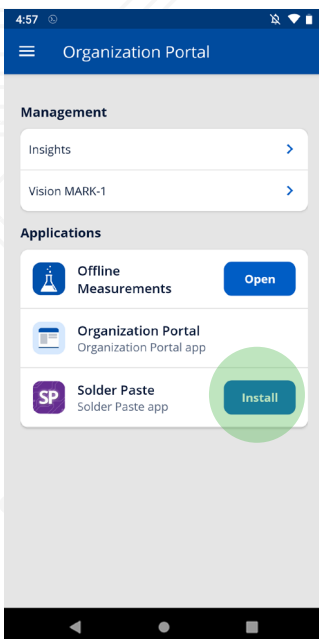 4:57
Organization Portal
Management
Insights
Vision MARK-1
Applications
Offline
Measurements
Open
Organization Portal
Organization Portal app
SP
Solder Paste
Solder Paste app
Install